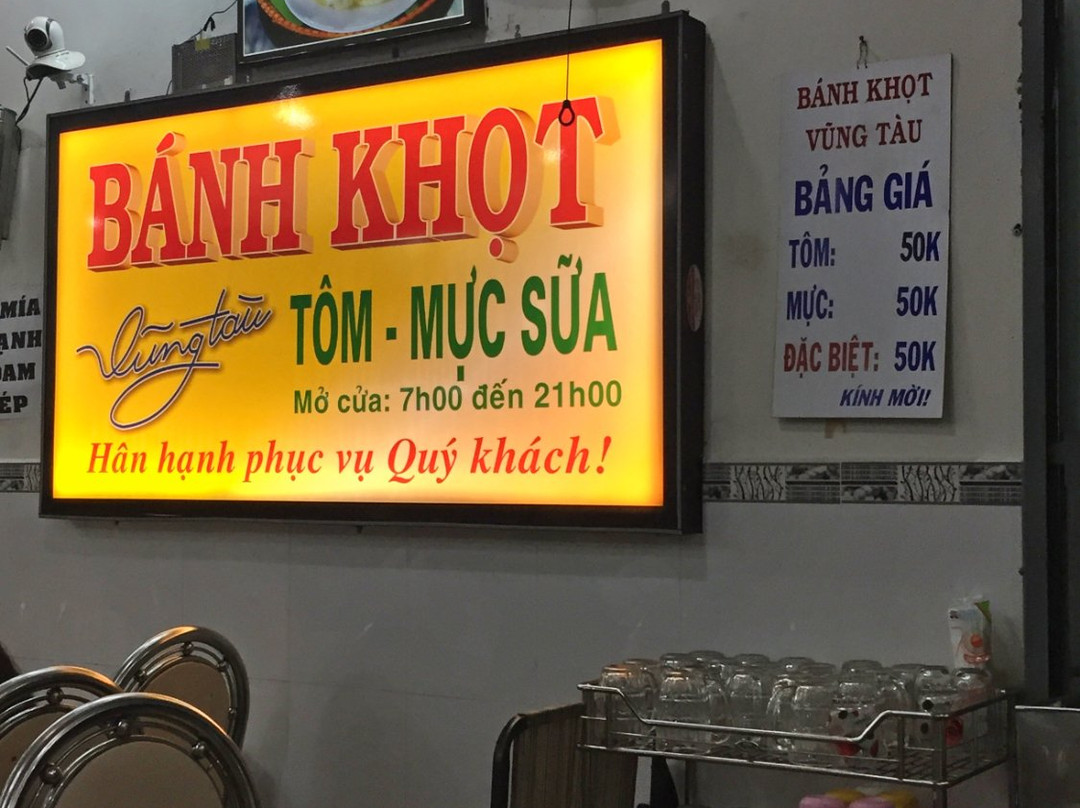 BÁNH KHỌT
Vũng tàu
TÔM - MỰC SỮA
Mở cửa: 7h00 đến 21h00
Hân hạnh phục vụ Quý khách!
BÁNH KHỌT
VŨNG TÀU
BẢNG GIÁ
TÔM: 50K
MỰC: 50K
ĐẶC BIỆT: 50K
KÍNH MỜI!
MÍA